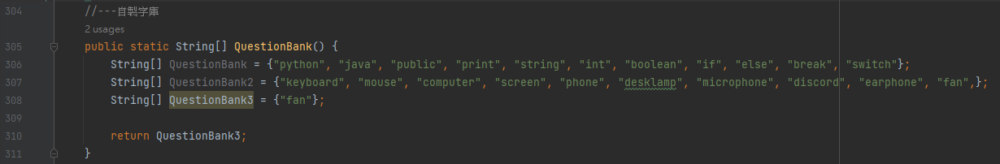 304 //---自製字庫
2 usages
305 public static String[] QuestionBank() {
306 String[] QuestionBank = {"python", "java", "public", "print", "string", "int", "boolean", "if", "else", "break", "switch"};
307 String[] QuestionBank2 = {"keyboard", "mouse", "computer", "screen", "phone", "desklamp", "microphone", "discord", "earphone", "fan",};
308 String[] QuestionBank3 = {"fan"};
309
310 return QuestionBank3;
311 }